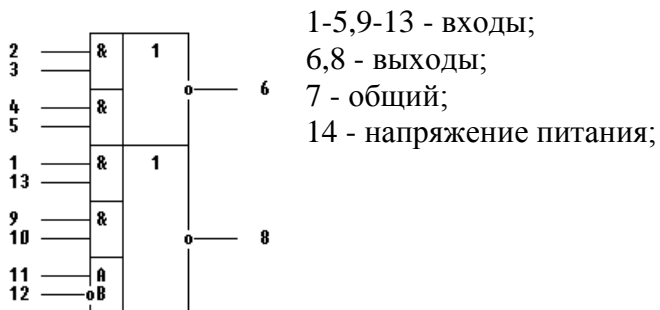 1-5,9-13 - входы;
6,8 - выходы;
7 - общий;
14 - напряжение питания;
2 & 1
3
6
4 &
5
1 & 1
13
9 &
10 8
11 A
12 B